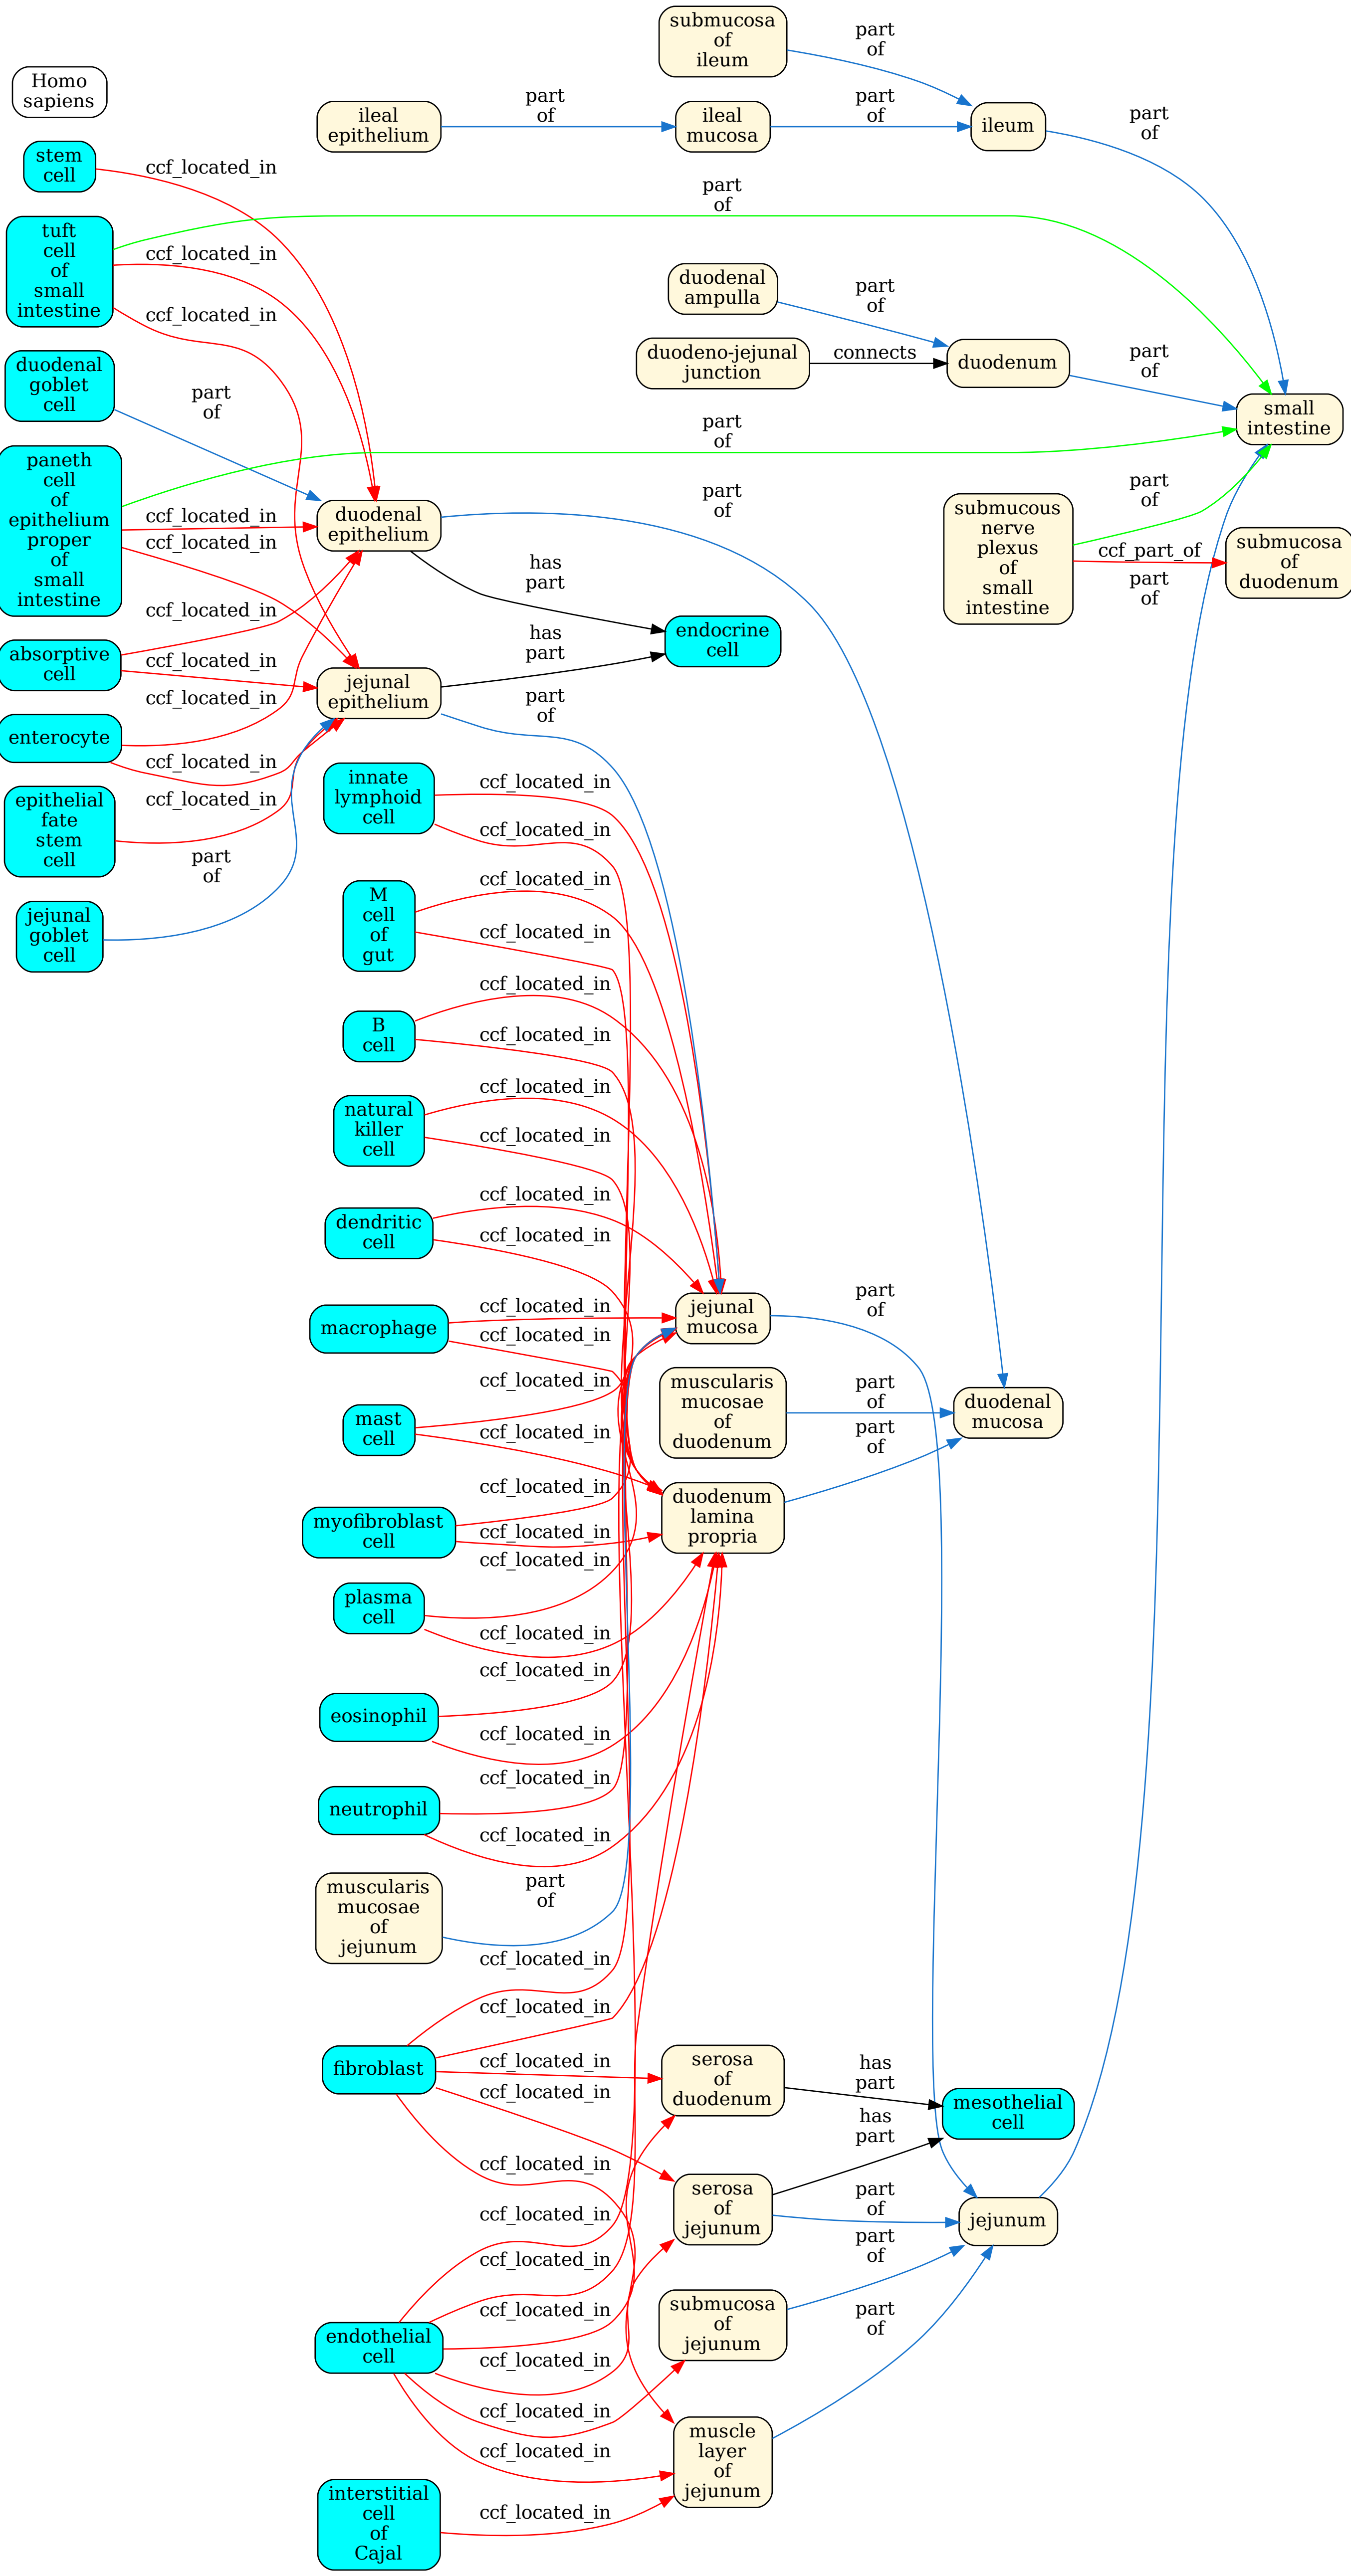 submucosa
of
ileum
part
of
Homo
sapiens
ileal
epithelium
part
of
ileal
mucosa
part
of
ileum
part
of
stem
cell
ccf_located_in
part
of
tuft
cell
of
small
intestine
ccf_located_in
ccf_located_in
duodenal
ampulla
part
of
duodeno-jejunal
junction
connects
duodenum
part
of
duodenal
goblet
cell
part
of
small
intestine
part
of
paneth
cell
of
epithelium
proper
of
small
intestine
ccf_located_in
ccf_located_in
duodenal
epithelium
part
of
has
part
submucous
nerve
plexus
of
small
intestine
part
of
ccf_part_of
part
of
submucosa
of
duodenum
absorptive
cell
ccf_located_in
ccf_located_in
endocrine
cell
has
part
jejunal
epithelium
part
of
enterocyte
ccf_located_in
ccf_located_in
epithelial
fate
stem
cell
ccf_located_in
jejunal
goblet
cell
part
of
innate
lymphoid
cell
ccf_located_in
ccf_located_in
M
cell
of
gut
ccf_located_in
ccf_located_in
B
cell
ccf_located_in
ccf_located_in
natural
killer
cell
ccf_located_in
ccf_located_in
dendritic
cell
ccf_located_in
ccf_located_in
macrophage
ccf_located_in
ccf_located_in
jejunal
mucosa
part
of
mast
cell
ccf_located_in
ccf_located_in
muscularis
mucosae
of
duodenum
part
of
part
of
duodenal
mucosa
myofibroblast
cell
ccf_located_in
ccf_located_in
duodenum
lamina
propria
plasma
cell
ccf_located_in
ccf_located_in
eosinophil
ccf_located_in
ccf_located_in
neutrophil
ccf_located_in
ccf_located_in
muscularis
mucosae
of
jejunum
part
of
fibroblast
ccf_located_in
ccf_located_in
ccf_located_in
ccf_located_in
ccf_located_in
serosa
of
duodenum
has
part
mesothelial
cell
has
part
serosa
of
jejunum
part
of
jejunum
part
of
submucosa
of
jejunum
part
of
endothelial
cell
ccf_located_in
ccf_located_in
ccf_located_in
ccf_located_in
ccf_located_in
ccf_located_in
muscle
layer
of
jejunum
interstitial
cell
of
Cajal
ccf_located_in